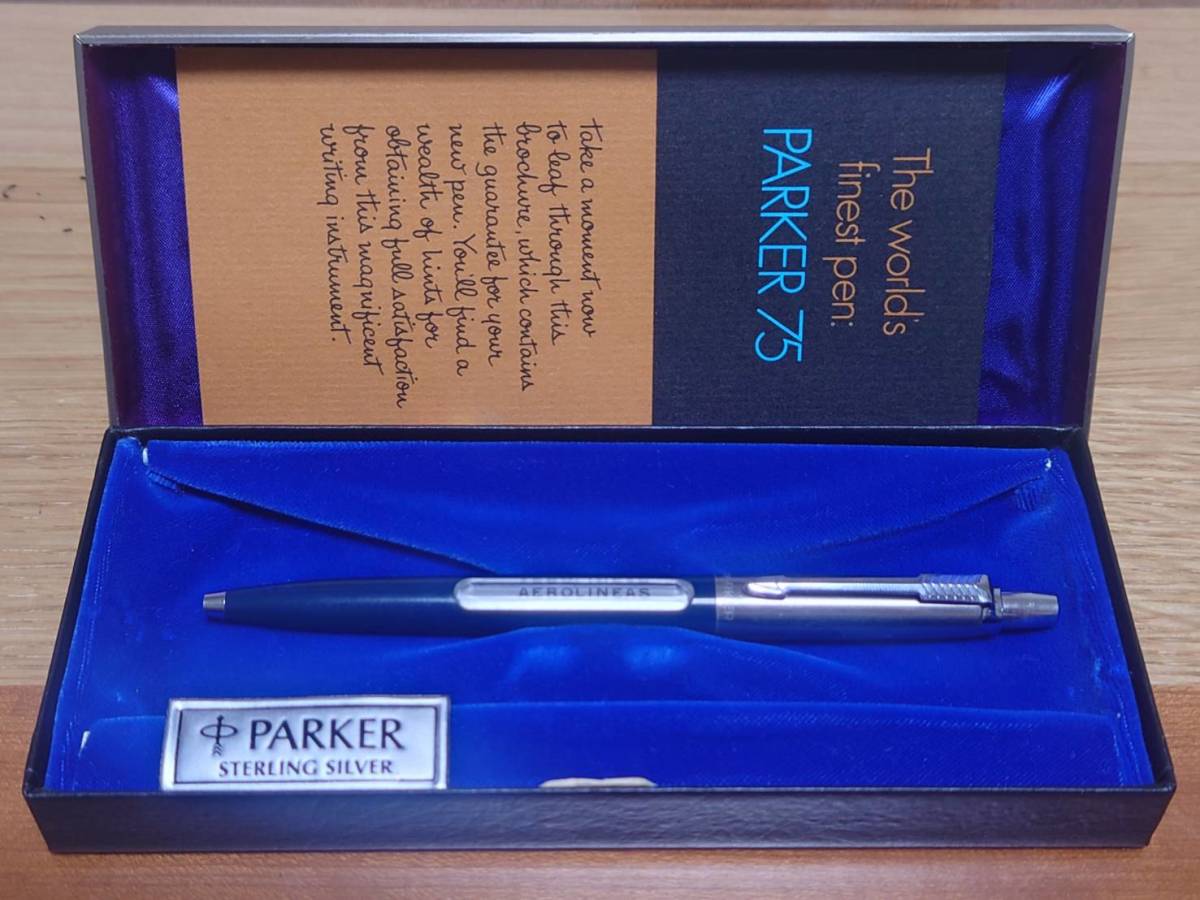 The world's
finest pen:
PARKER 75
Take a moment now
to leaf through this
brochure, which contains
the guarantee for your
new pen. You'll find a
wealth of hints for
obtaining full satisfaction
from this magnificent
writing instrument.
AEROLINEAS
PARKER
STERLING SILVER